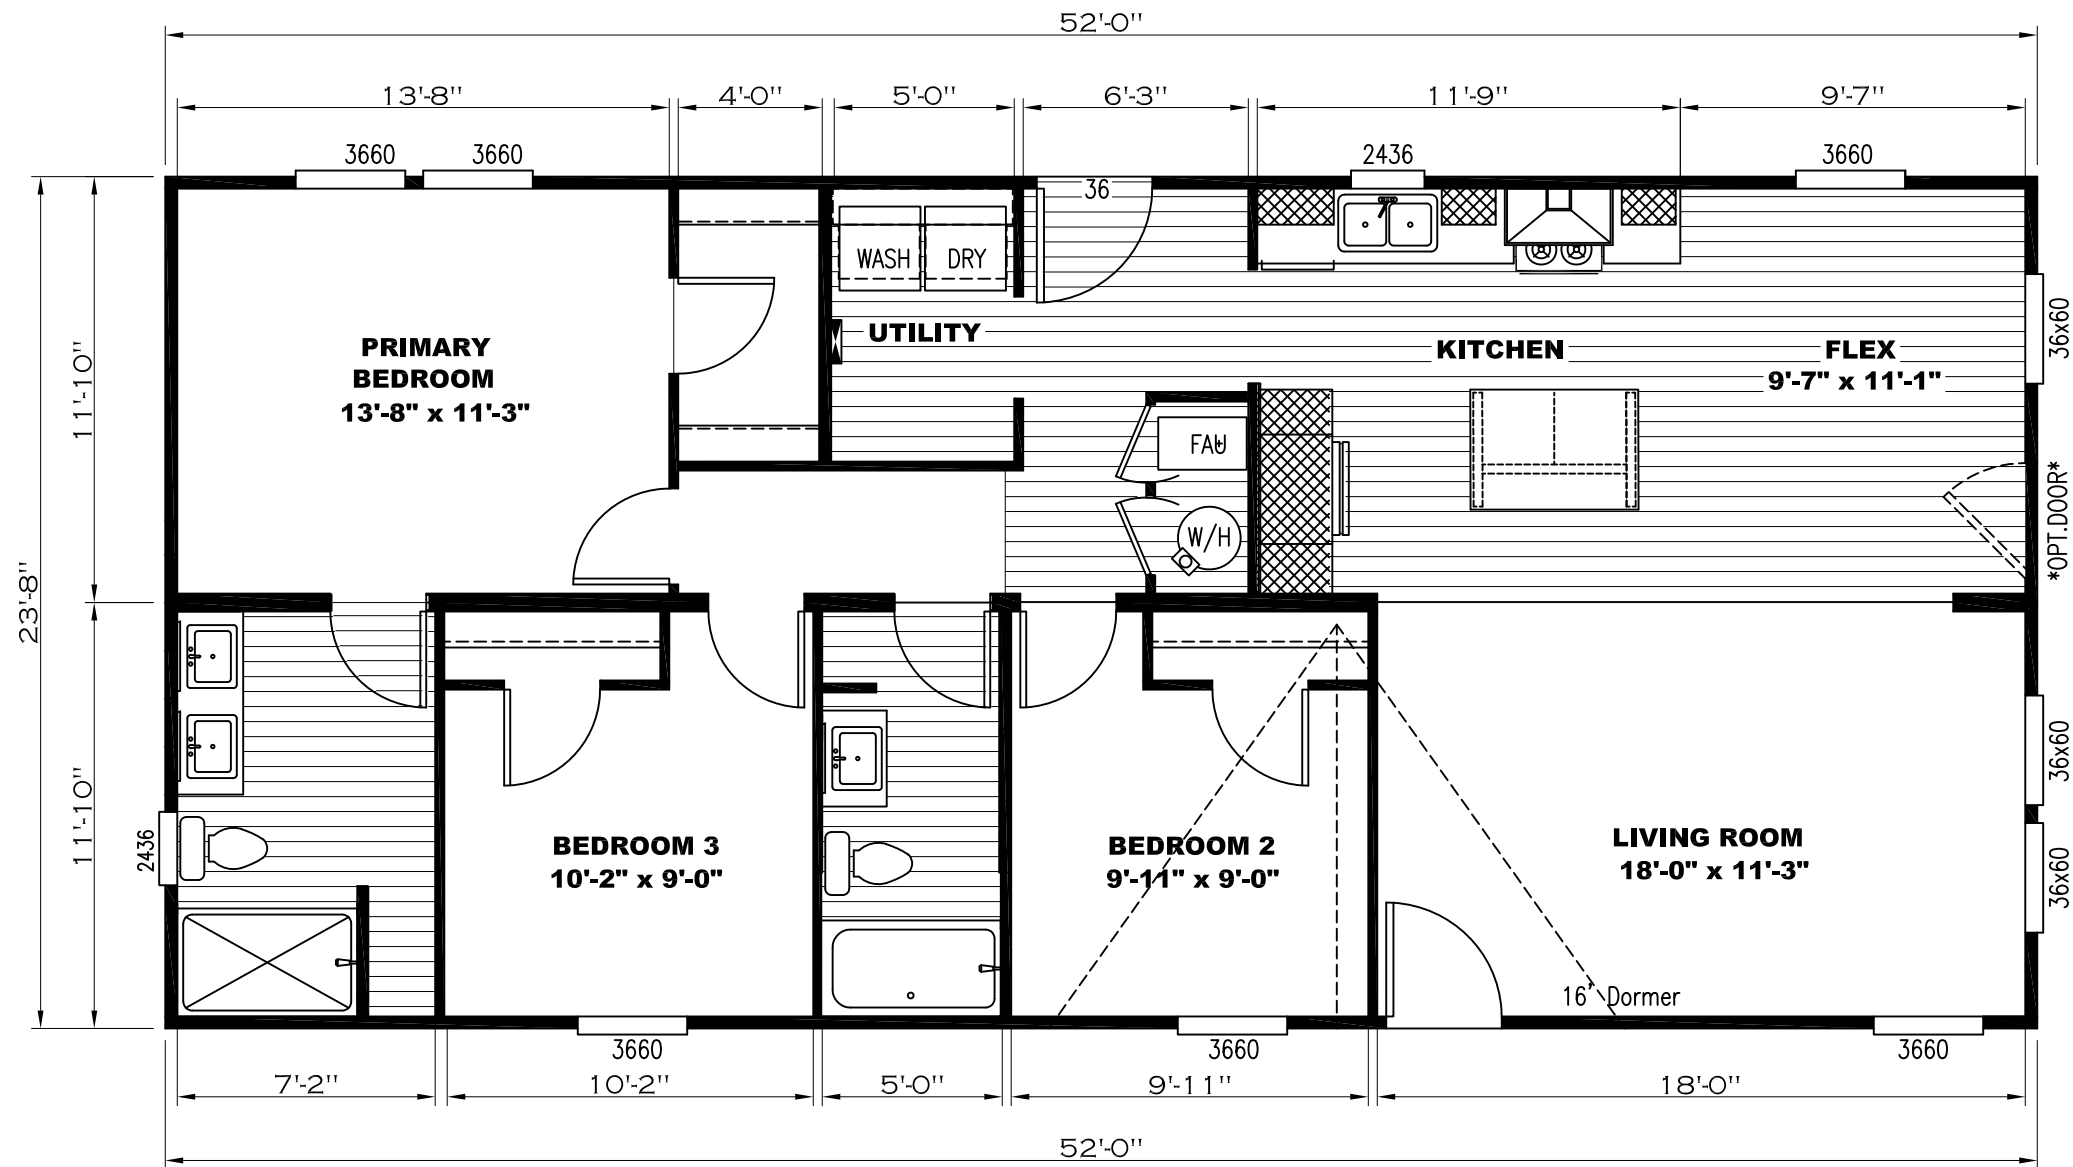 52'-0"
13'-8"
4'-0"
5'-0"
6'-3"
11'-9"
9'-7"
3660
3660
2436
3660
36
WASH
DRY
36x60
UTILITY
PRIMARY
BEDROOM
13'-8" x 11'-3"
KITCHEN
FLEX
9'-7" x 11'-1"
11'-10"
FAU
W/H
*OPT.DOOR*
23'-8"
11'-10"
36x60
2436
BEDROOM 3
10'-2" x 9'-0"
BEDROOM 2
9'-11" x 9'-0"
LIVING ROOM
18'-0" x 11'-3"
36x60
16' Dormer
3660
3660
3660
7'-2"
10'-2"
5'-0"
9'-11"
18'-0"
52'-0"